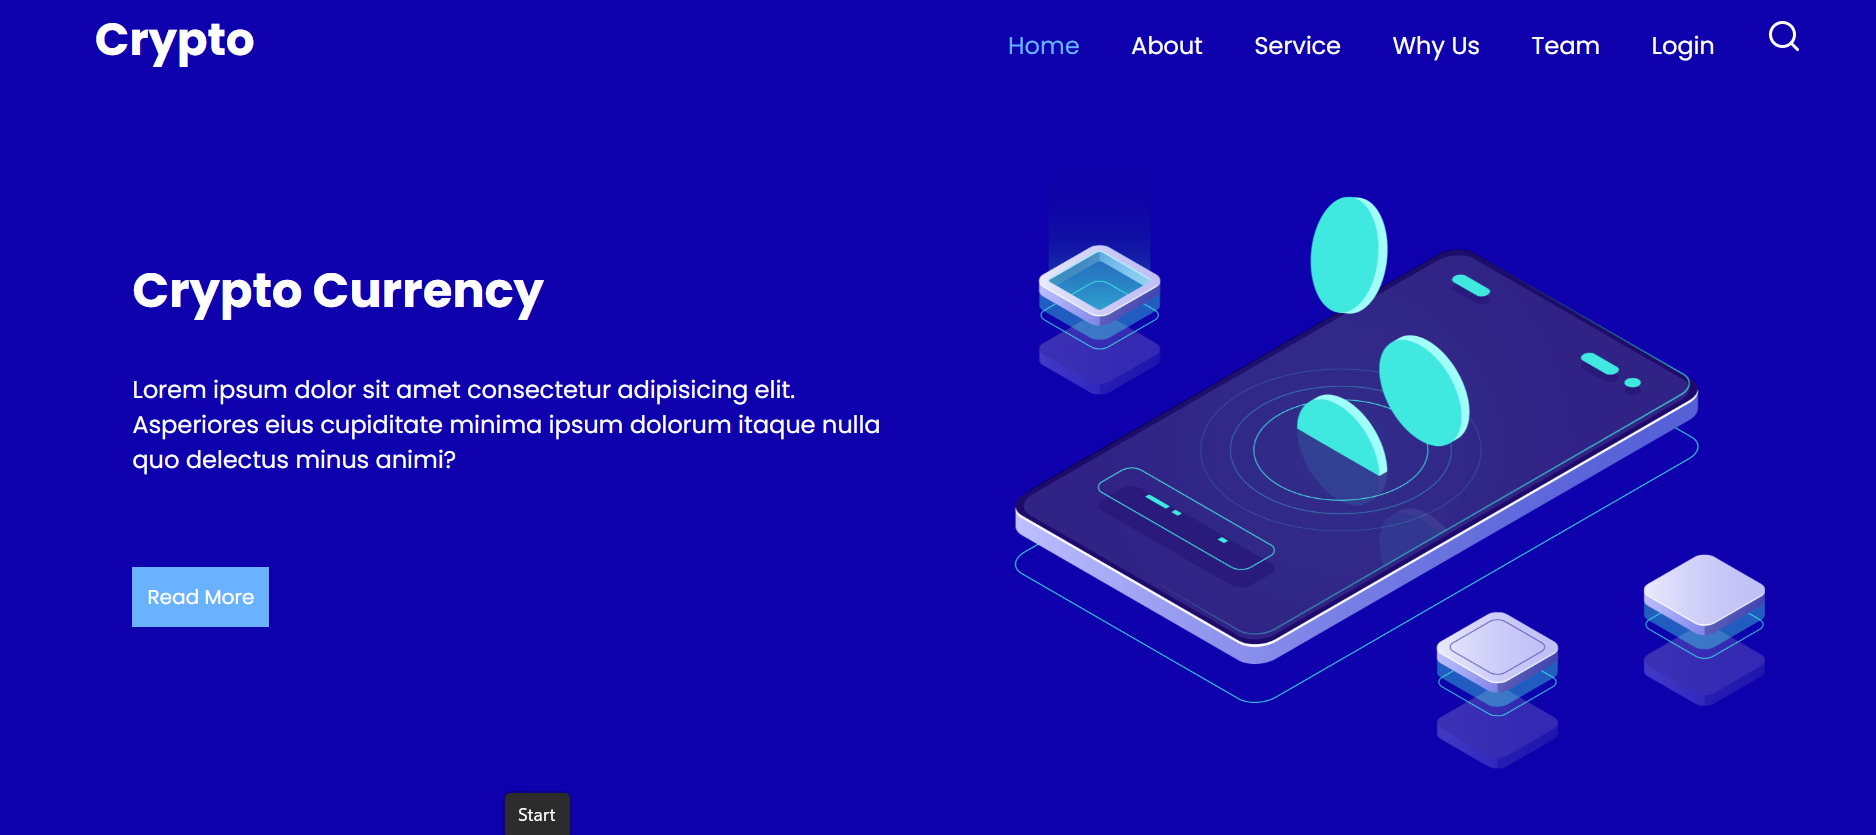 Crypto
Home About Service Why Us Team Login
Crypto Currency
Lorem ipsum dolor sit amet consectetur adipisicing elit.
Asperiores eius cupiditate minima ipsum dolorum itaque nulla
quo delectus minus animi?
Read More
Start